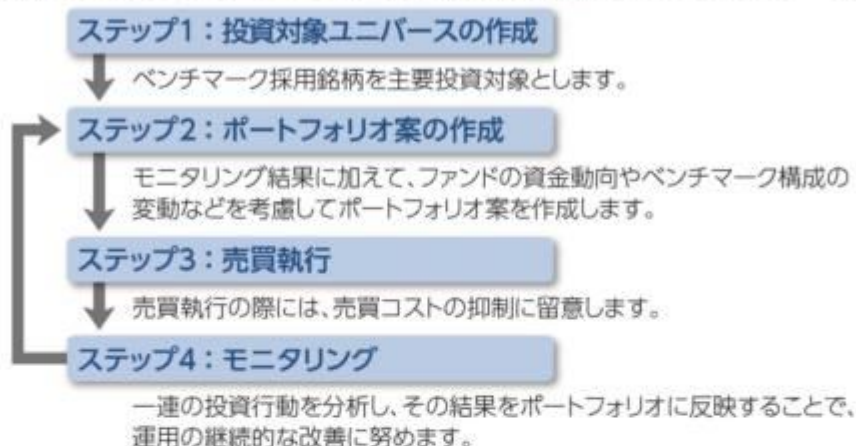 ステップ1：投資対象ユニバースの作成
ベンチマーク採用銘柄を主要投資対象とします。
ステップ2：ポートフォリオ案の作成
モニタリング結果に加えて、ファンドの資金動向やベンチマーク構成の
変動などを考慮してポートフォリオ案を作成します。
ステップ3：売買執行
売買執行の際には、売買コストの抑制に留意します。
ステップ4：モニタリング
一連の投資行動を分析し、その結果をポートフォリオに反映することで、
運用の継続的な改善に努めます。